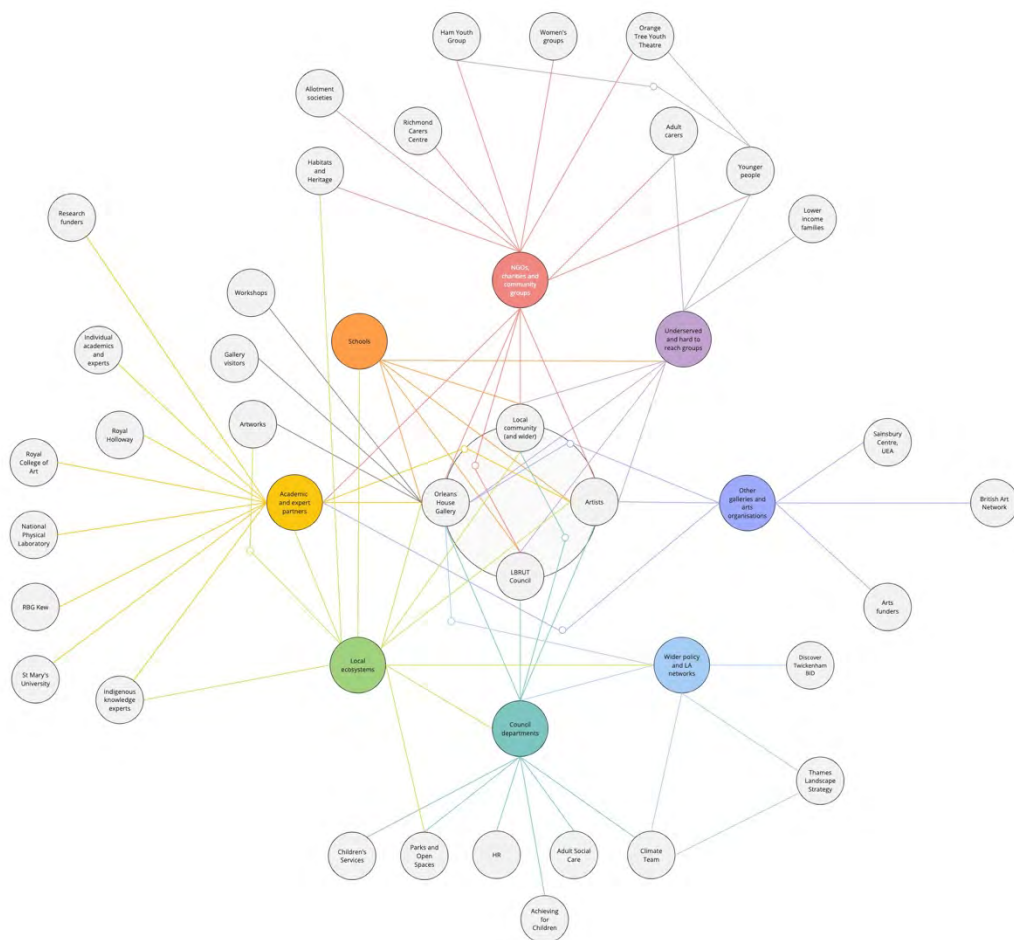 Ham Youth
Group
Women's
groups
Orange
Tree Youth
Theatre
Allotment
societies
Richmond
Carers
Centre
Adult
carers
Habitats
and
Heritage
Younger
people
Research
funders
Lower
income
families
NGOs,
charities and
community
groups
Workshops
Schools
Underserved
and hard to
reach groups
Individual
academics
and experts
Gallery
visitors
Artworks
Local
community
(and wider)
Royal
Holloway
Royal
College of
Art
Sainsbury
Centre,
UEA
Academic
and expert
partners
Orleans
House
Gallery
Artists
Other
galleries and
arts
organisations
British Art
Network
National
Physical
Laboratory
LBRUT
Council
RBG Kew
Arts
funders
St Mary's
University
Indigenous
knowledge
experts
Local
ecosystems
Wider policy
and LA
networks
Discover
Twickenham
BID
Council
departments
Thames
Landscape
Strategy
Children's
Services
Parks and
Open
Spaces
HR
Adult Social
Care
Climate
Team
Achieving
for
Children